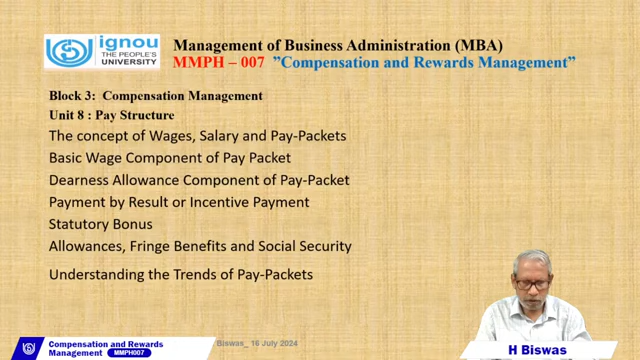 ignou
THE PEOPLE'S
UNIVERSITY
Management of Business Administration (MBA)
MMPH – 007 ”Compensation and Rewards Management”
Block 3: Compensation Management
Unit 8 : Pay Structure
The concept of Wages, Salary and Pay-Packets
Basic Wage Component of Pay Packet
Dearness Allowance Component of Pay-Packet
Payment by Result or Incentive Payment
Statutory Bonus
Allowances, Fringe Benefits and Social Security
Understanding the Trends of Pay-Packets
Compensation and Rewards
Management MMPH007
Biswas_ 16 July 2024
H Biswas